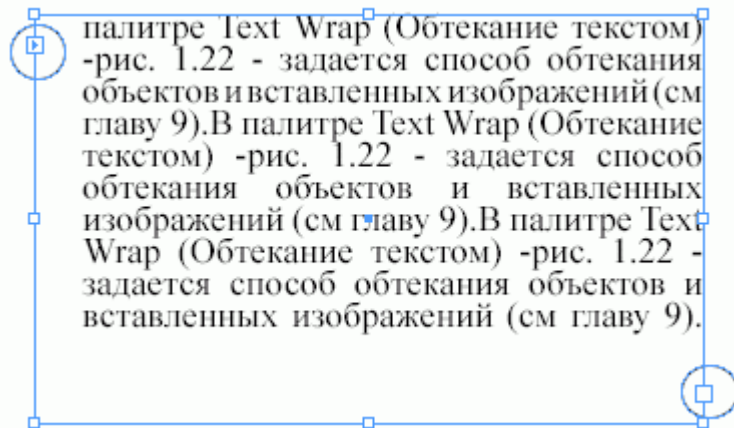 палитре Text Wrap (Обтекание текстом)
-рис. 1.22 - задается способ обтекания
объектов и вставленных изображений (см
главу 9).В палитре Text Wrap (Обтекание
текстом) -рис. 1.22 - задается способ
обтекания объектов и вставленных
изображений (см главу 9).В палитре Text
Wrap (Обтекание текстом) -рис. 1.22 -
задается способ обтекания объектов и
вставленных изображений (см главу 9).